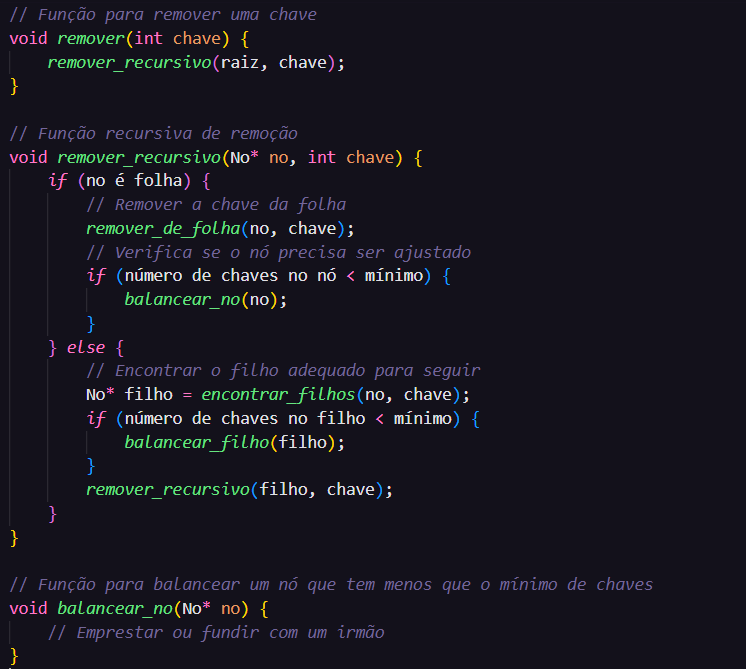 // Função para remover uma chave
void remover(int chave) {
remover_recursivo(raiz, chave);
}
// Função recursiva de remoção
void remover_recursivo(No* no, int chave) {
if (no é folha) {
// Remover a chave da folha
remover_de_folha(no, chave);
// Verifica se o nó precisa ser ajustado
if (número de chaves no nó < mínimo) {
balancear_no(no);
}
} else {
// Encontrar o filho adequado para seguir
No* filho = encontrar_filhos(no, chave);
if (número de chaves no filho < mínimo) {
balancear_filho(filho);
}
remover_recursivo(filho, chave);
}
}
// Função para balancear um nó que tem menos que o mínimo de chaves
void balancear_no(No* no) {
// Emprestar ou fundir com um irmão
}